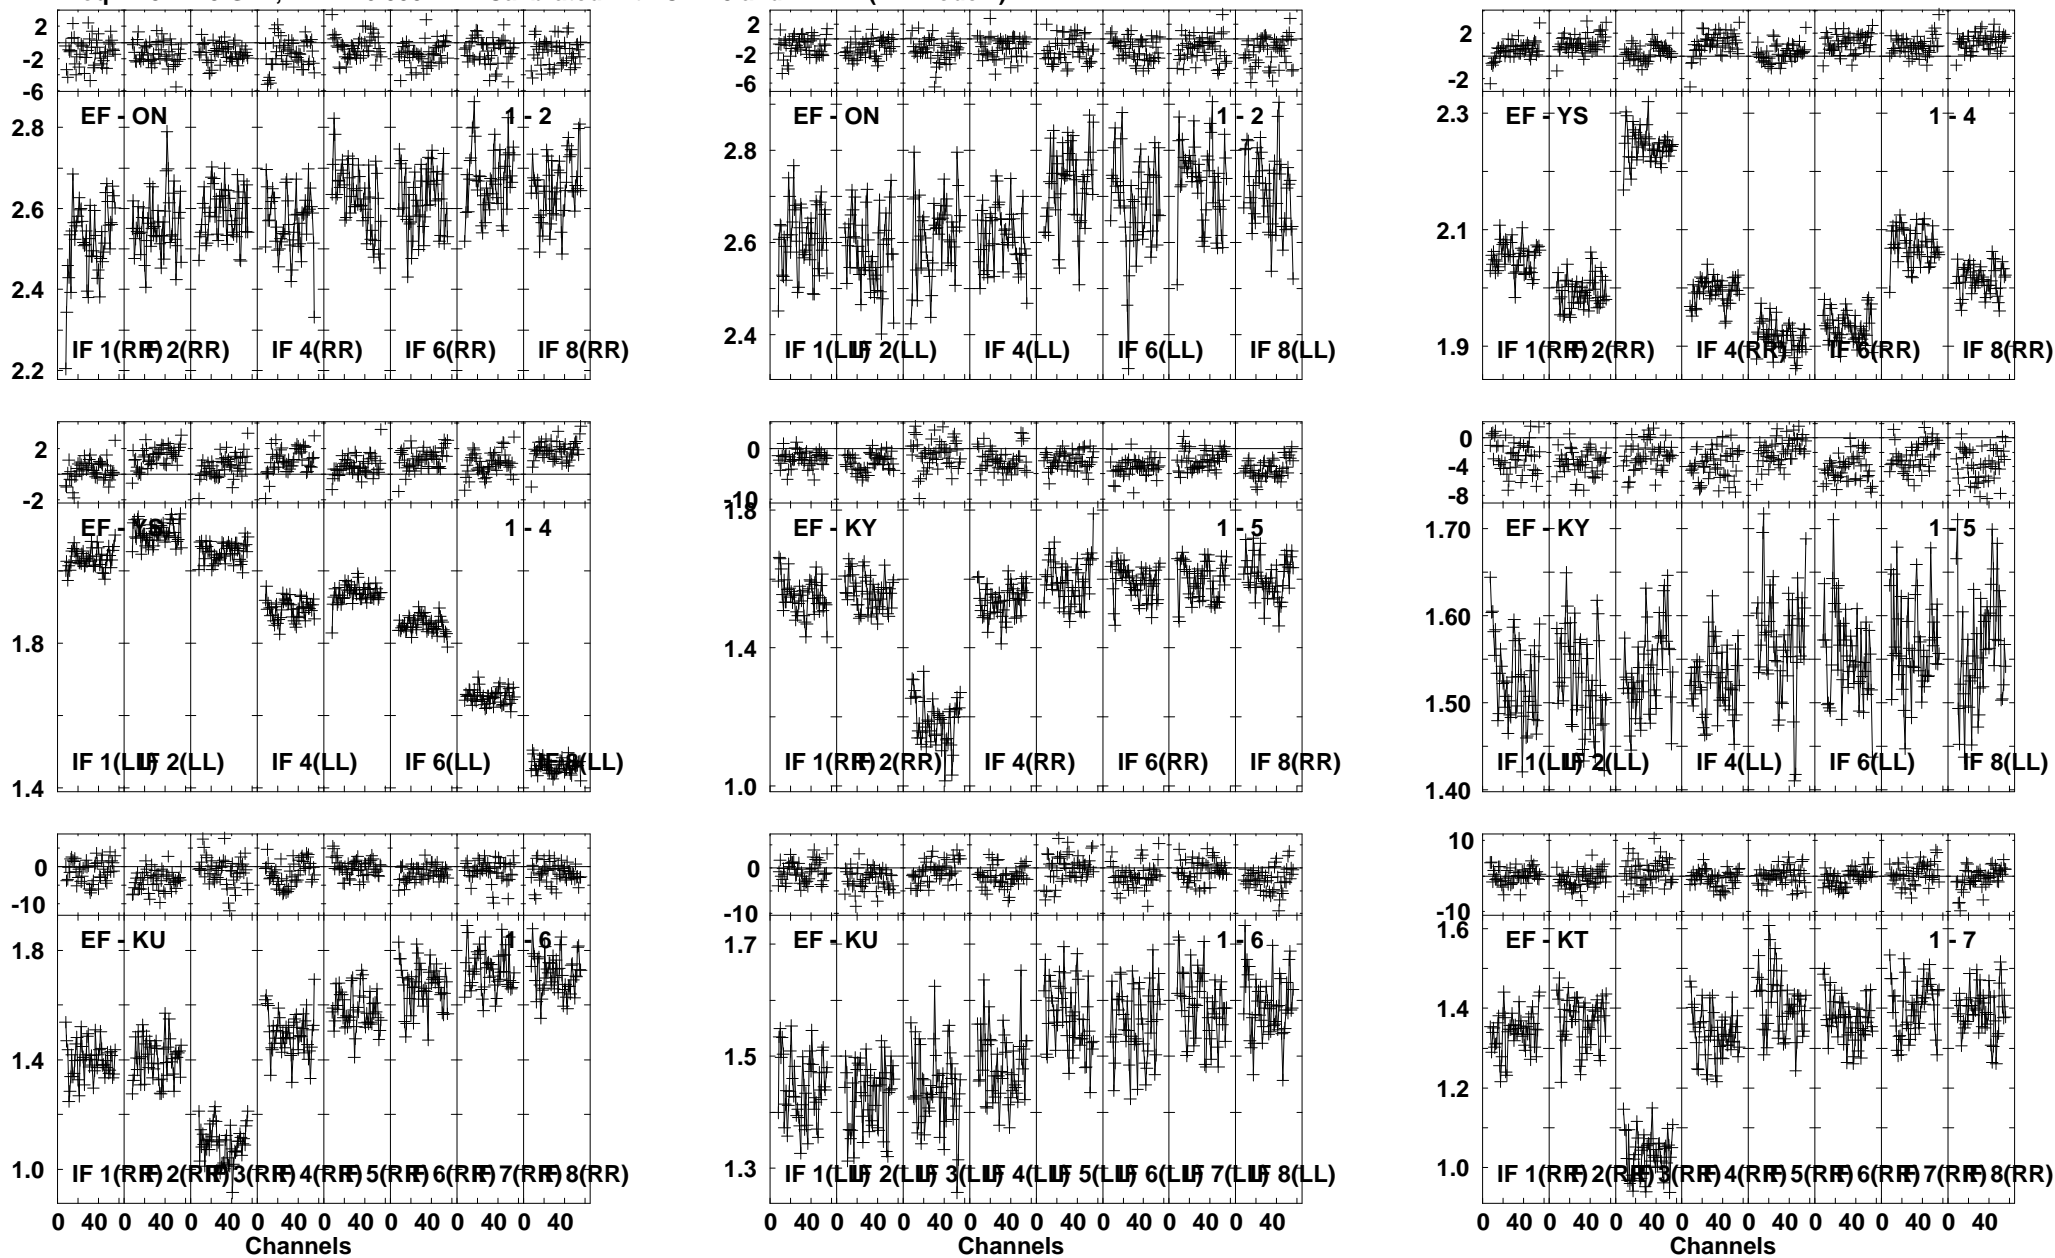 2 -2 -6
EF - ON 1 - 2
2.8 2.6 2.4 2.2
IF 1(RR) IF 2(RR) IF 4(RR) IF 6(RR) IF 8(RR)
2 -2 -6
EF - ON 1 - 2
2.8 2.6 2.4
IF 1(LL) IF 2(LL) IF 4(LL) IF 6(LL) IF 8(LL)
2 -2
EF - YS 1 - 4
2.3 2.1 1.9
IF 1(RR) IF 2(RR) IF 4(RR) IF 6(RR) IF 8(RR)
2 -2
EF - YS 1 - 4
1.8 1.4
IF 1(LL) IF 2(LL) IF 4(LL) IF 6(LL) IF 8(LL)
0 -10
EF - KY 1 - 5
1.8 1.4 1.0
IF 1(RR) IF 2(RR) IF 4(RR) IF 6(RR) IF 8(RR)
0 -4 -8
EF - KY 1 - 5
1.70 1.60 1.50 1.40
IF 1(LL) IF 2(LL) IF 4(LL) IF 6(LL) IF 8(LL)
0 -10
EF - KU 1 - 6
1.8 1.4 1.0
IF 1(RR) IF 2(RR) IF 3(RR) IF 4(RR) IF 5(RR) IF 6(RR) IF 7(RR) IF 8(RR)
0 40 0 40 0 40 0 40 0 40 0 40 0 40 0 40
Channels
0 -10
EF - KU 1 - 6
1.7 1.5 1.3
IF 1(LL) IF 2(LL) IF 3(LL) IF 4(LL) IF 5(LL) IF 6(LL) IF 7(LL) IF 8(LL)
0 40 0 40 0 40 0 40 0 40 0 40 0 40 0 40
Channels
10 -10
EF - KT 1 - 7
1.6 1.4 1.2 1.0
IF 1(RR) IF 2(RR) IF 3(RR) IF 4(RR) IF 5(RR) IF 6(RR) IF 7(RR) IF 8(RR)
0 40 0 40 0 40 0 40 0 40 0 40 0 40 0 40